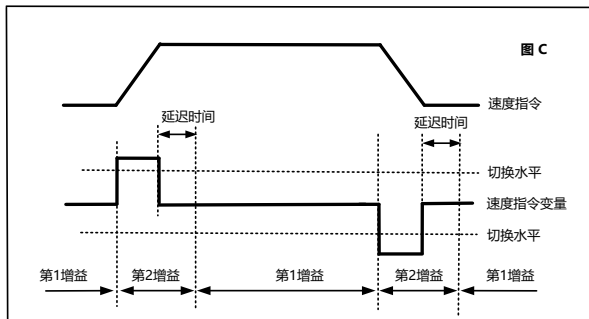 图 C
速度指令
延迟时间
延迟时间
切换水平
速度指令变量
切换水平
第1增益
第2增益
第1增益
第2增益
第1增益